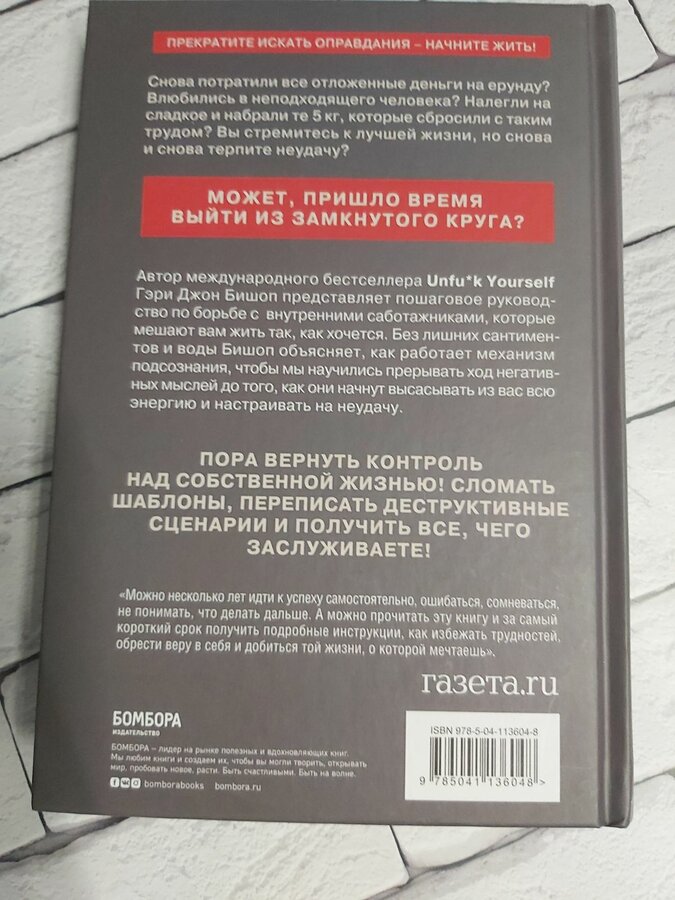 ПРЕКРАТИТЕ ИСКАТЬ ОПРАВДАНИЯ – НАЧНИТЕ ЖИТЬ!
Снова потратили все отложенные деньги на ерунду?
Влюбились в неподходящего человека? Налегли на
сладкое и набрали те 5 кг, которые сбросили с таким
трудом? Вы стремитесь к лучшей жизни, но снова
и снова терпите неудачу?
МОЖЕТ, ПРИШЛО ВРЕМЯ
ВЫЙТИ ИЗ ЗАМКНУТОГО КРУГА?
Автор международного бестселлера Unfu*k Yourself
Гэри Джон Бишоп представляет пошаговое руковод-
ство по борьбе с внутренними саботажниками, которые
мешают вам жить так, как хочется. Без лишних сантимен-
тов и воды Бишоп объясняет, как работает механизм
подсознания, чтобы мы научились прерывать ход негатив-
ных мыслей до того, как они начнут высасывать из вас всю
энергию и настраивать на неудачу.
ПОРА ВЕРНУТЬ КОНТРОЛЬ
НАД СОБСТВЕННОЙ ЖИЗНЬЮ! СЛОМАТЬ
ШАБЛОНЫ, ПЕРЕПИСАТЬ ДЕСТРУКТИВНЫЕ
СЦЕНАРИИ И ПОЛУЧИТЬ ВСЕ, ЧЕГО
ЗАСЛУЖИВАЕТЕ!
«Можно несколько лет идти к успеху самостоятельно, ошибаться, сомневаться,
не понимать, что делать дальше. А можно прочитать эту книгу и за самый
короткий срок получить подробные инструкции, как избежать трудностей,
обрести веру в себя и добиться той жизни, о которой мечтаешь».
газета.ru
БОМБОРА
ИЗДАТЕЛЬСТВО
БОМБОРА – лидер на рынке полезных и вдохновляющих книг.
Мы любим книги и создаем их, чтобы вы могли творить, открывать
мир, пробовать новое, расти. Быть счастливыми. Быть на волне.
bomborabooks bombora.ru
ISBN 978-5-04-113604-8
9 785041 136048 >